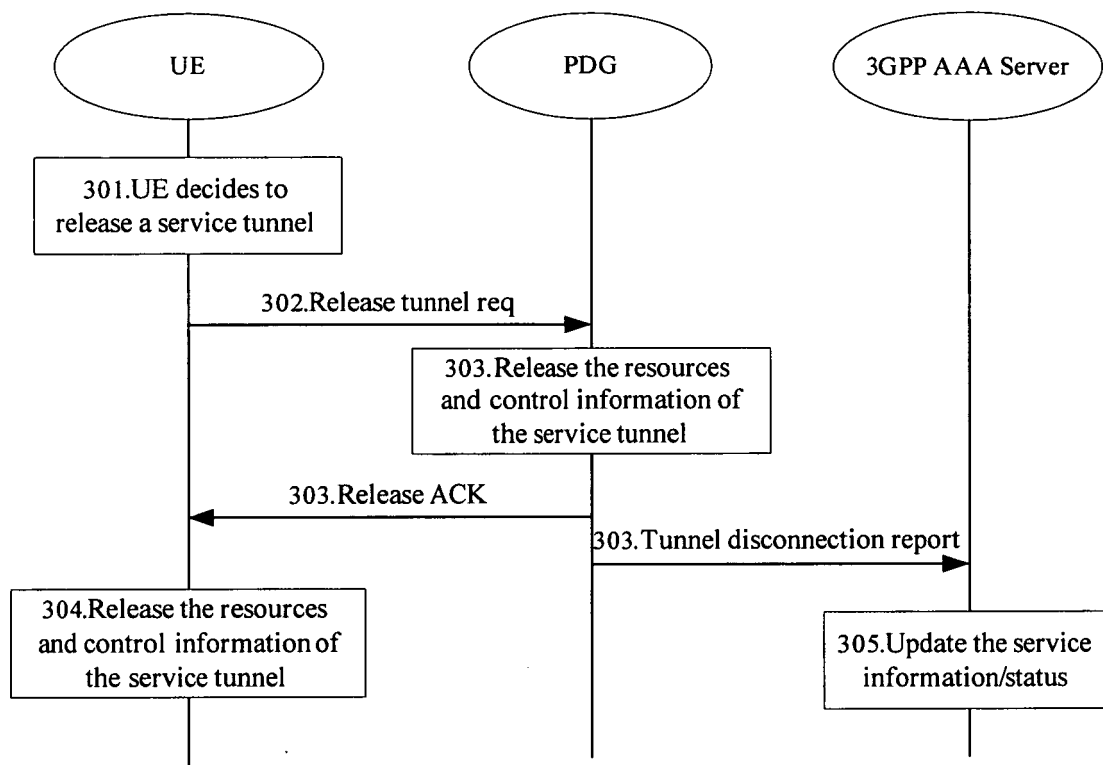 UE
PDG
3GPP AAA Server
301.UE decides to
release a service tunnel
302.Release tunnel req
303.Release the resources
and control information of
the service tunnel
303.Release ACK
303.Tunnel disconnection report
304.Release the resources
and control information of
the service tunnel
305.Update the service
information/status